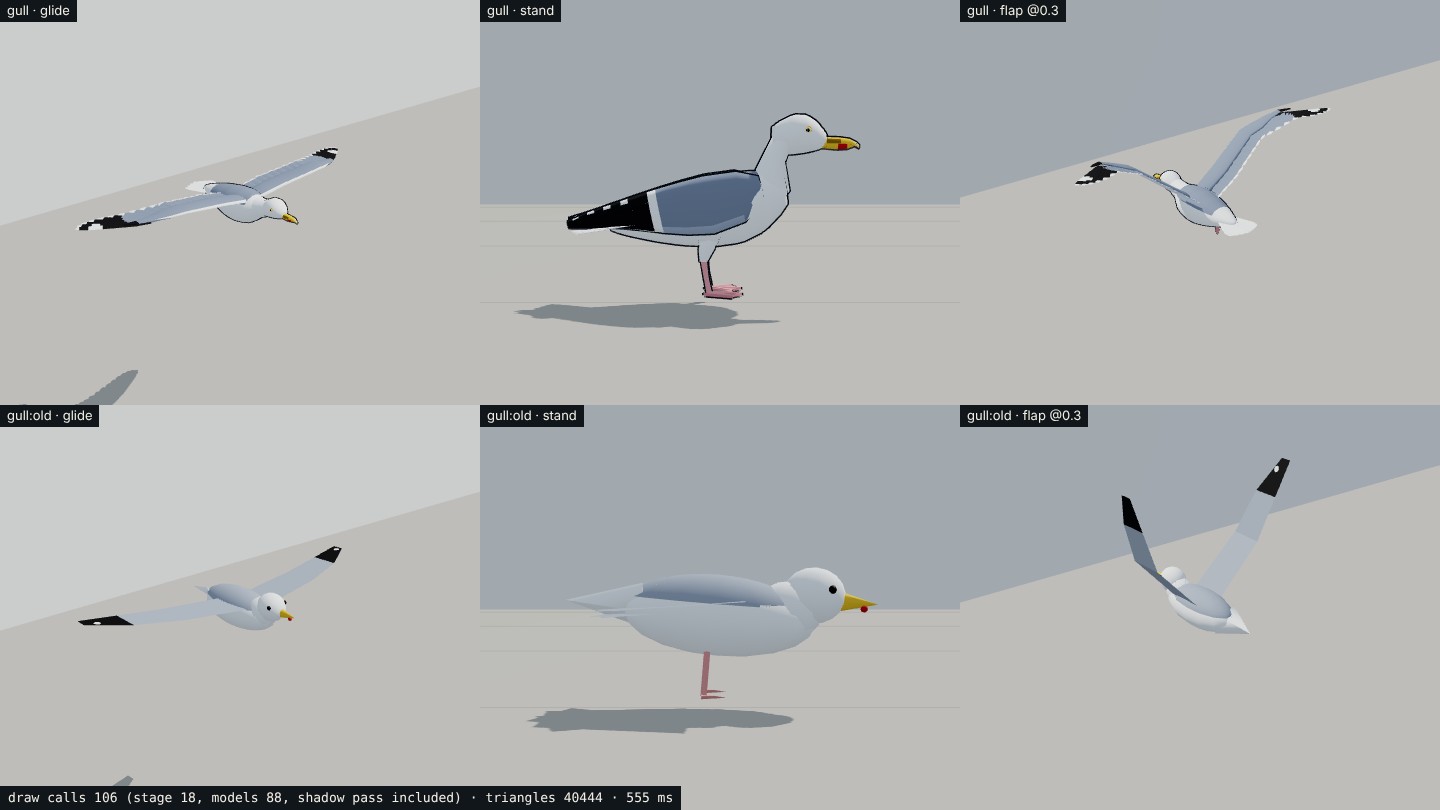 gull · glide
gull · stand
gull · flap @0.3
gull:old · glide
gull:old · stand
gull:old · flap @0.3
draw calls 106 (stage 18, models 88, shadow pass included) · triangles 40444 · 555 ms